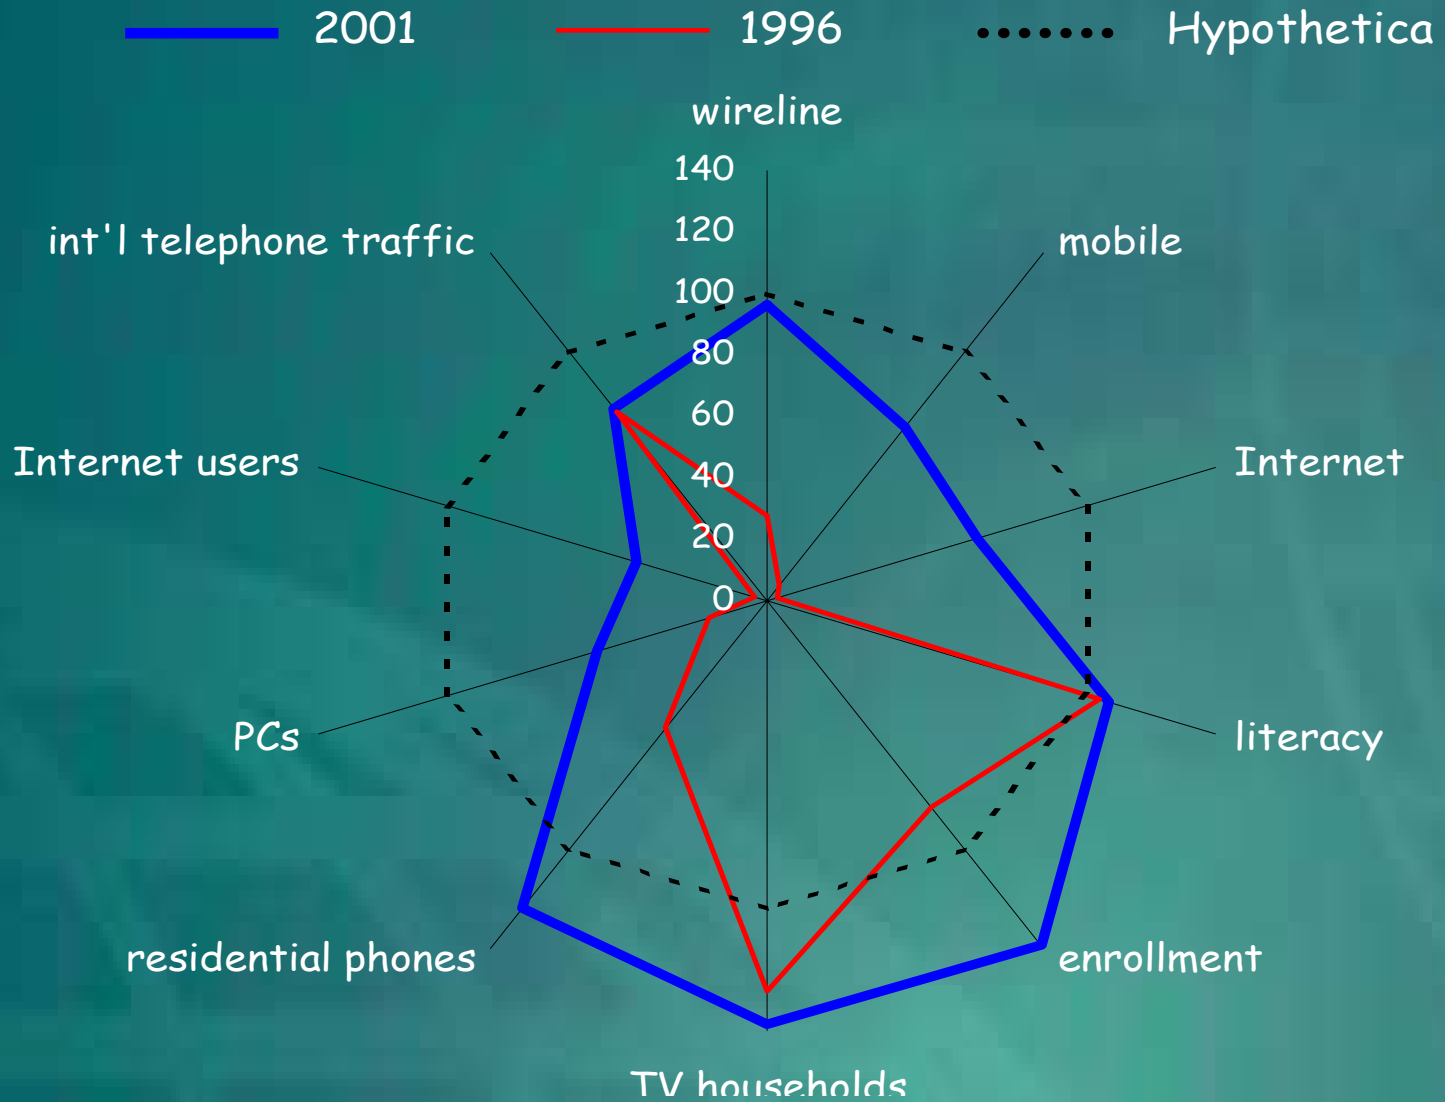 2001 1996 Hypothetica
wireline
140
int'l telephone traffic
120
mobile
100
80
60
Internet users
40
Internet
20
0
PCs
literacy
residential phones
enrollment
TV households